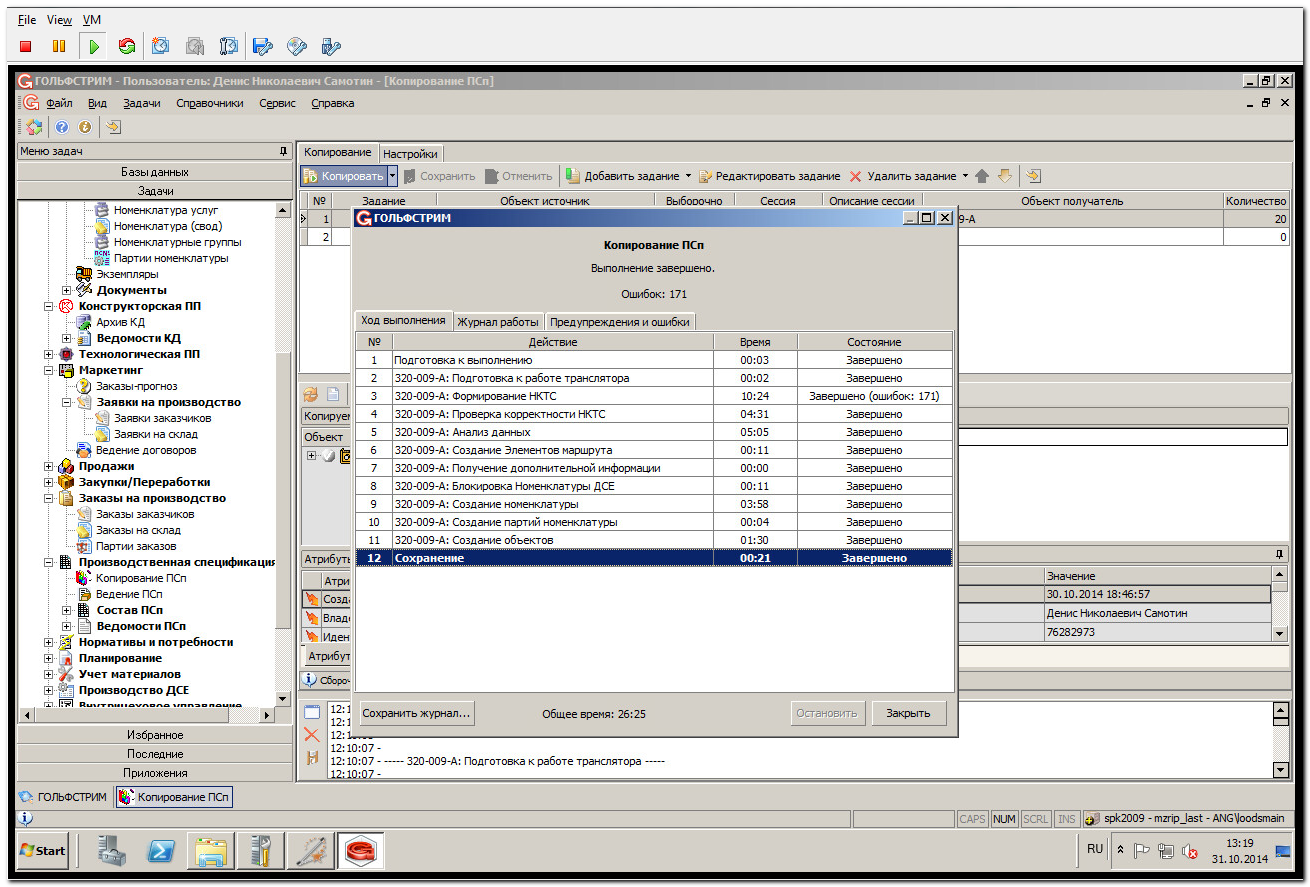 File View VM
ГОЛЬФСТРИМ - Пользователь: Денис Николаевич Самотин - [Копирование ПСп]
Файл Вид Задачи Справочники Сервис Справка
Меню задач
Базы данных
Задачи
Номенклатура услуг
Номенклатура (свод)
Номенклатурные группы
Партии номенклатуры
Экземпляры
Документы
Конструкторская ПП
Архив КД
Ведомости КД
Технологическая ПП
Маркетинг
Заказы-прогноз
Заявки на производство
Заявки заказчиков
Заявки на склад
Ведение договоров
Продажи
Закупки/Переработки
Заказы на производство
Заказы заказчиков
Заказы на склад
Партии заказов
Производственная спецификация
Копирование ПСп
Ведение ПСп
Состав ПСп
Ведомости ПСп
Нормативы и потребности
Планирование
Учет материалов
Производство ДСЕ
Внутрицеховое управление
Избранное
Последние
Приложения
Копирование Настройки
Копировать Сохранить Отменить Добавить задание Редактировать задание Удалить задание
№ Задание Объект источник Выборочно Сессия Описание сессии Объект получатель Количество
1 9-А 20
2 0
Копируем
Объект
Атрибуты
Атри
Созда
Владе
Иден
Атрибут
Сбороч
Значение
30.10.2014 18:46:57
Денис Николаевич Самотин
76282973
ГОЛЬФСТРИМ
Копирование ПСп
Выполнение завершено.
Ошибок: 171
Ход выполнения Журнал работы Предупреждения и ошибки
№ Действие Время Состояние
1 Подготовка к выполнению 00:03 Завершено
2 320-009-А: Подготовка к работе транслятора 00:02 Завершено
3 320-009-А: Формирование НКТС 10:24 Завершено (ошибок: 171)
4 320-009-А: Проверка корректности НКТС 04:31 Завершено
5 320-009-А: Анализ данных 05:05 Завершено
6 320-009-А: Создание Элементов маршрута 00:11 Завершено
7 320-009-А: Получение дополнительной информации 00:00 Завершено
8 320-009-А: Блокировка Номенклатуры ДСЕ 00:11 Завершено
9 320-009-А: Создание номенклатуры 03:58 Завершено
10 320-009-А: Создание партий номенклатуры 00:04 Завершено
11 320-009-А: Создание объектов 01:30 Завершено
12 Сохранение 00:21 Завершено
Сохранить журнал... Общее время: 26:25 Остановить Закрыть
12:10:07 -
12:10:07 - ----- 320-009-А: Подготовка к работе транслятора -----
12:10:07 -
ГОЛЬФСТРИМ Копирование ПСп
CAPS NUM SCRL INS spk2009 - mzrip_last - ANG\loodsmain
Start RU 13:19
31.10.2014